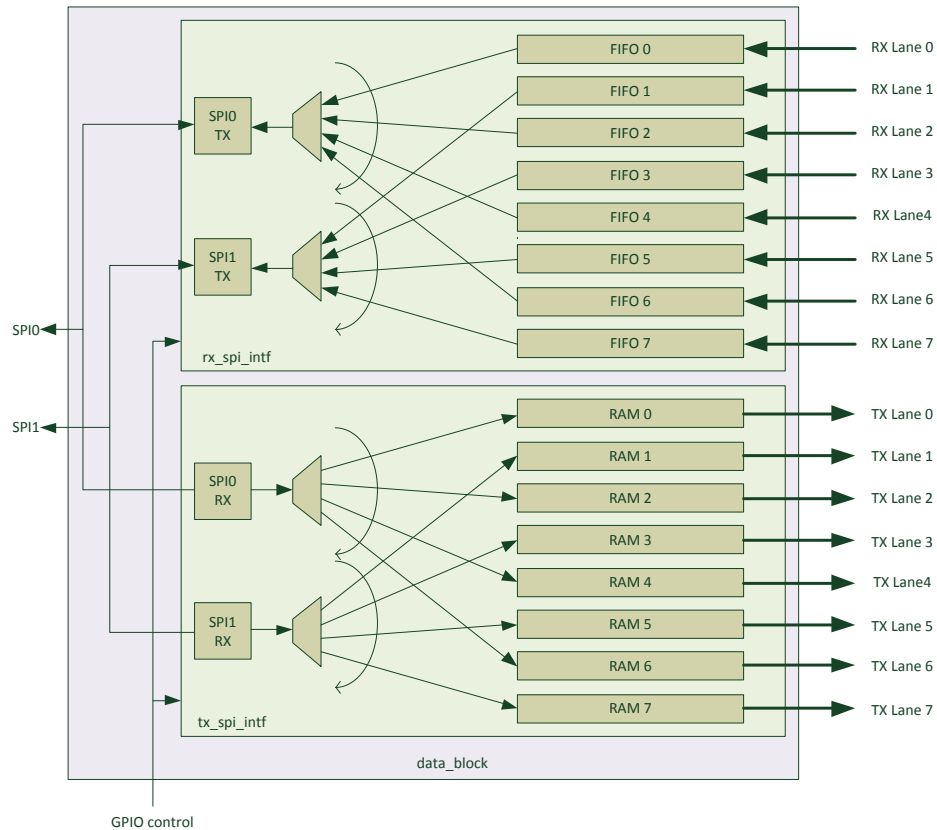 FIFO 0
RX Lane 0
FIFO 1
RX Lane 1
SPI0
TX
FIFO 2
RX Lane 2
FIFO 3
RX Lane 3
FIFO 4
RX Lane4
SPI1
TX
FIFO 5
RX Lane 5
FIFO 6
RX Lane 6
SPI0
FIFO 7
RX Lane 7
rx_spi_intf
RAM 0
TX Lane 0
SPI1
RAM 1
TX Lane 1
SPI0
RX
RAM 2
TX Lane 2
RAM 3
TX Lane 3
RAM 4
TX Lane4
SPI1
RX
RAM 5
TX Lane 5
RAM 6
TX Lane 6
RAM 7
TX Lane 7
tx_spi_intf
data_block
GPIO control